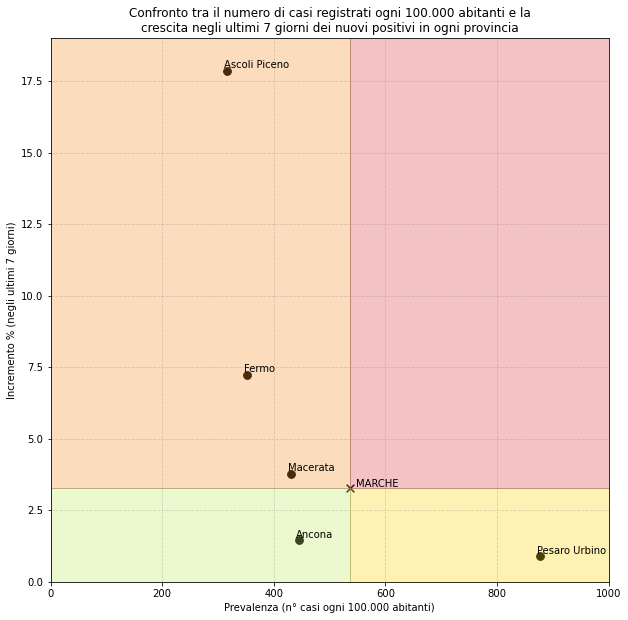 Confronto tra il numero di casi registrati ogni 100.000 abitanti e la
crescita negli ultimi 7 giorni dei nuovi positivi in ogni provincia
Incremento % (negli ultimi 7 giorni)
17.5
15.0
12.5
10.0
7.5
5.0
2.5
0.0
Ascoli Piceno
Fermo
Macerata
MARCHE
Ancona
Pesaro Urbino
0
200
400
600
800
1000
Prevalenza (n° casi ogni 100.000 abitanti)